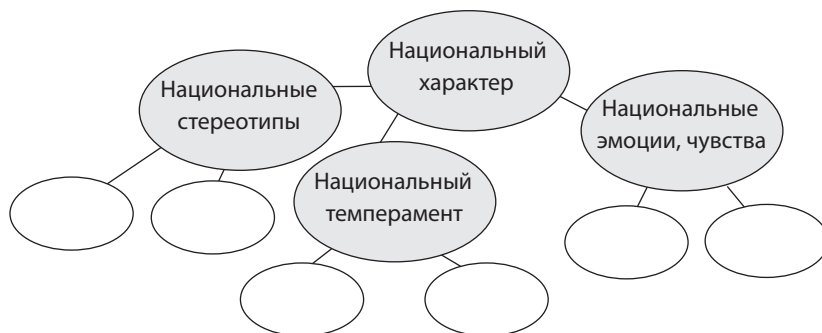 Национальный
характер
Национальные
стереотипы
Национальные
эмоции, чувства
Национальный
темперамент